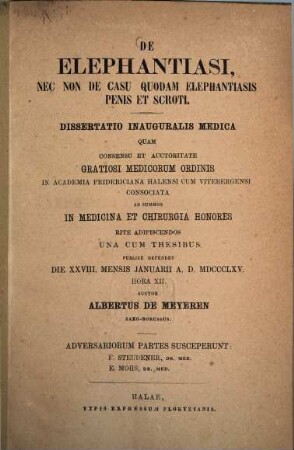 DE
ELEPHANTIASI,
NEC NON DE CASU QUODAM ELEPHANTIASIS
PENIS ET SCROTI.
DISSERTATIO INAUGURALIS MEDICA
QUAM
CONSENSU ET AUCTORITATE
GRATIOSI MEDICORUM ORDINIS
IN ACADEMIA FRIDERICIANA HALENSI CUM VITEBERGENSI
CONSOCIATA
AD SUMMOS
IN MEDICINA ET CHIRURGIA HONORES
RITE ADIPISCENDOS
UNA CUM THESIBUS
PUBLICE DEFENDET
DIE XXVIII. MENSIS JANUARII A. D. MDCCCLXV.
HORA XII.
AUCTOR
ALBERTUS DE MEYEREN
SAXO-BORUSSUS.
ADVERSARIORUM PARTES SUSCEPERUNT:
F. STEUDENER, DR. MED.
E. MOHS, DR. MED.
HALAE,
TYPIS EXPRESSUM PLOETZIANIS.